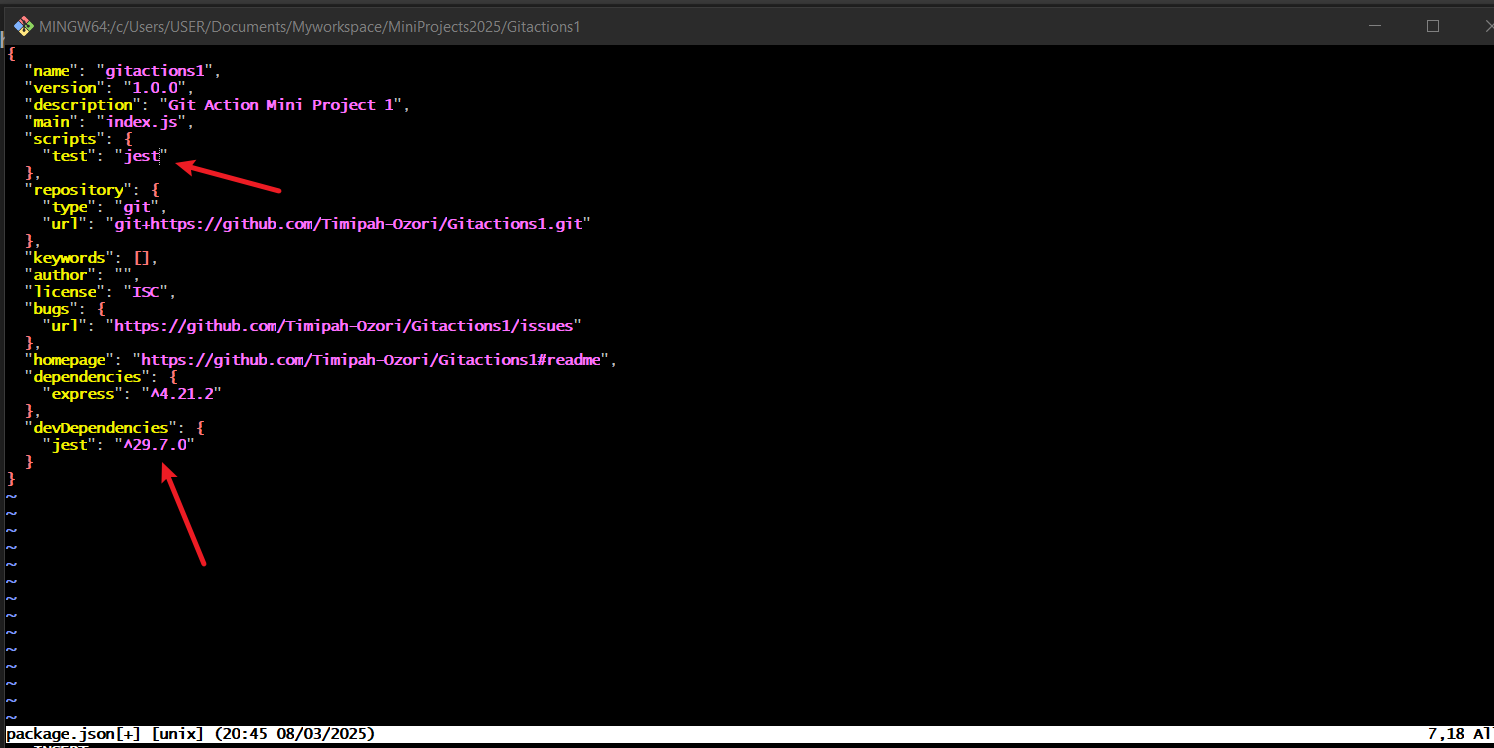 MINGW64:/c/Users/USER/Documents/Myworkspace/MiniProjects2025/Gitactions1
{
  "name": "gitactions1",
  "version": "1.0.0",
  "description": "Git Action Mini Project 1",
  "main": "index.js",
  "scripts": {
    "test": "jest"
  },
  "repository": {
    "type": "git",
    "url": "git+https://github.com/Timipah-Ozori/Gitactions1.git"
  },
  "keywords": [],
  "author": "",
  "license": "ISC",
  "bugs": {
    "url": "https://github.com/Timipah-Ozori/Gitactions1/issues"
  },
  "homepage": "https://github.com/Timipah-Ozori/Gitactions1#readme",
  "dependencies": {
    "express": "^4.21.2"
  },
  "devDependencies": {
    "jest": "^29.7.0"
  }
}
~
~
~
~
~
~
~
~
~
~
~
~
~
~
package.json[+] [unix] (20:45 08/03/2025) 7,18 Al
-- INSERT --